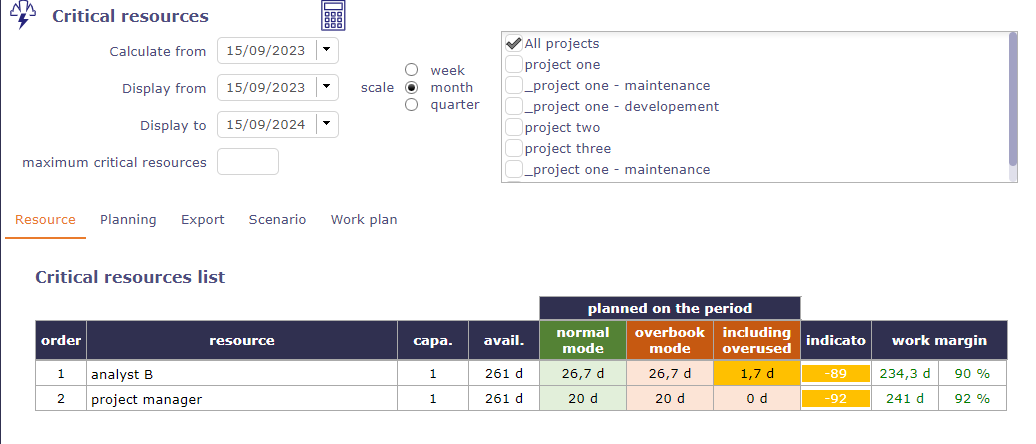 Critical resources
Calculate from 15/09/2023
Display from 15/09/2023
Display to 15/09/2024
maximum critical resources
scale
week
month
quarter
All projects
project one
_project one - maintenance
_project one - developement
project two
project three
_project one - maintenance
Resource Planning Export Scenario Work plan
Critical resources list
planned on the period
order resource capa. avail. normal mode overbook mode including overused indicato work margin
1 analyst B 1 261 d 26,7 d 26,7 d 1,7 d -89 234,3 d 90 %
2 project manager 1 261 d 20 d 20 d 0 d -92 241 d 92 %